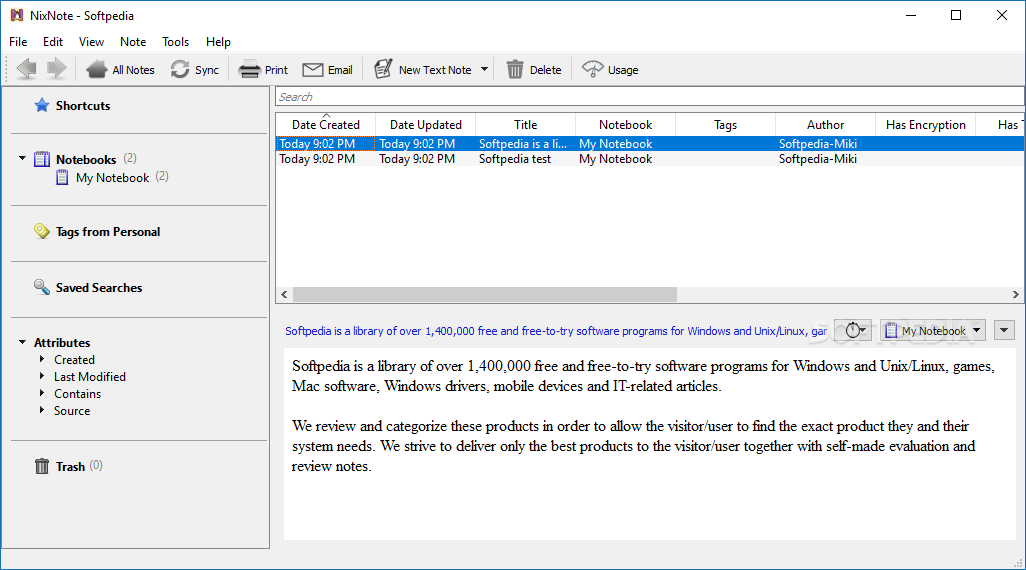 NixNote - Softpedia
File Edit View Note Tools Help
All Notes Sync Print Email New Text Note Delete Usage
Shortcuts
Notebooks (2)
My Notebook (2)
Tags from Personal
Saved Searches
Attributes
Created
Last Modified
Contains
Source
Trash (0)
Search
Date Created Date Updated Title Notebook Tags Author Has Encryption Has T
Today 9:02 PM Today 9:02 PM Softpedia is a li... My Notebook Softpedia-Miki
Today 9:02 PM Today 9:02 PM Softpedia test My Notebook Softpedia-Miki
Softpedia is a library of over 1,400,000 free and free-to-try software programs for Windows and Unix/Linux, gar
SOFTPEDIA
My Notebook
Softpedia is a library of over 1,400,000 free and free-to-try software programs for Windows and Unix/Linux, games,
Mac software, Windows drivers, mobile devices and IT-related articles.
We review and categorize these products in order to allow the visitor/user to find the exact product they and their
system needs. We strive to deliver only the best products to the visitor/user together with self-made evaluation and
review notes.